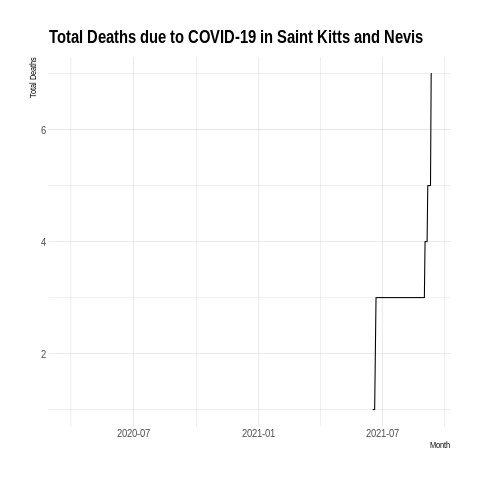 Total Deaths due to COVID-19 in Saint Kitts and Nevis
Total Deaths
6
4
2
2020-07
2021-01
2021-07
Month